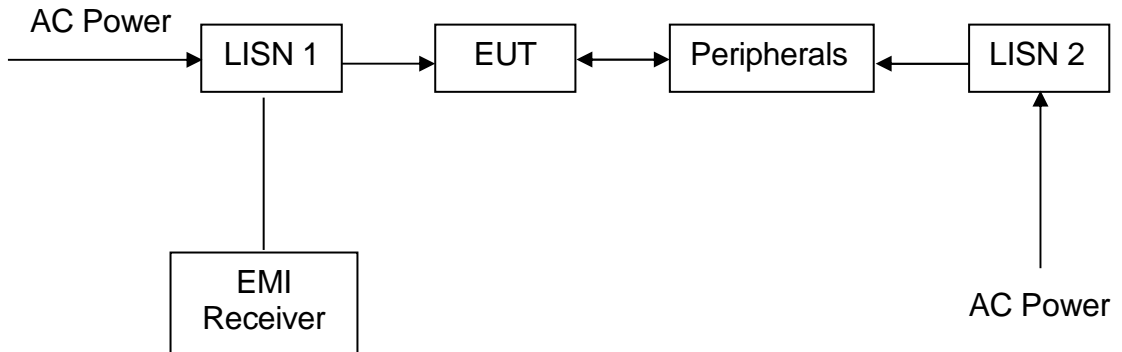 AC Power
LISN 1
EUT
Peripherals
LISN 2
EMI
Receiver
AC Power